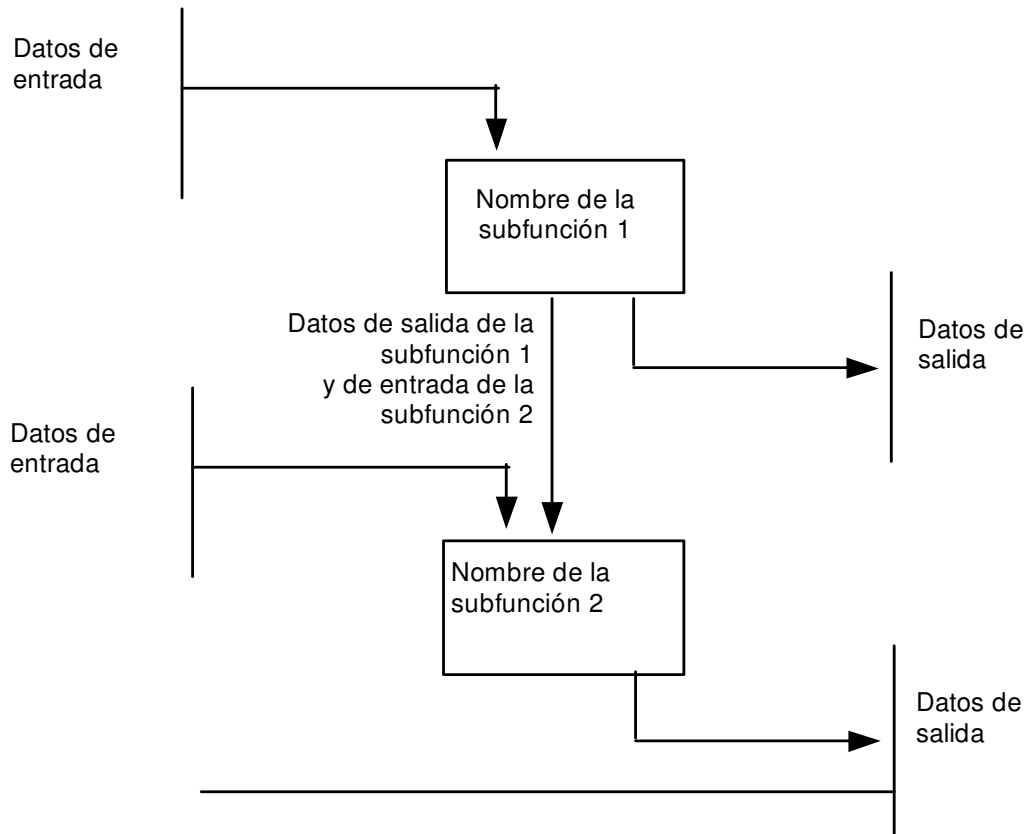 Datos de
entrada
Nombre de la
subfunción 1
Datos de salida de la
subfunción 1
y de entrada de la
subfunción 2
Datos de
salida
Datos de
entrada
Nombre de la
subfunción 2
Datos de
salida